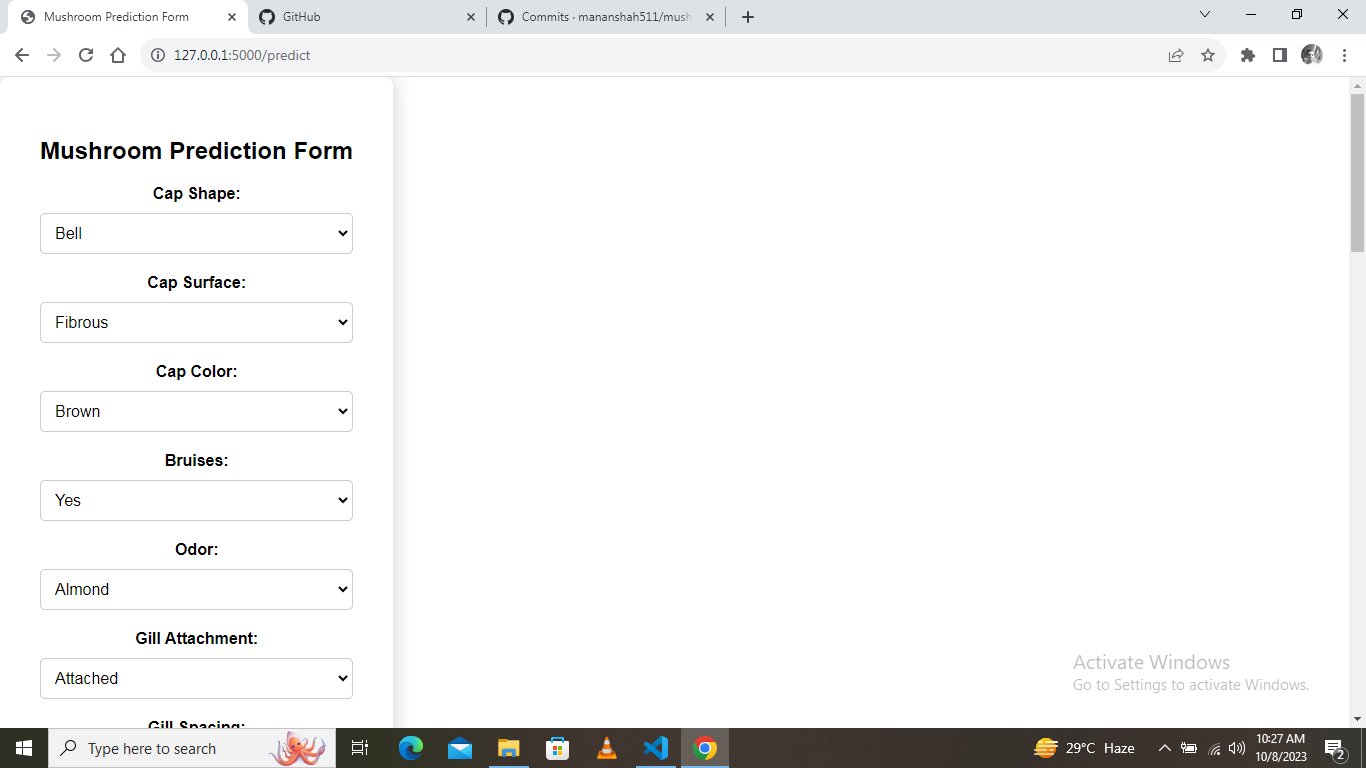 Mushroom Prediction Form
GitHub
Commits · mananshah511/mush
127.0.0.1:5000/predict
Mushroom Prediction Form
Cap Shape:
Bell
Cap Surface:
Fibrous
Cap Color:
Brown
Bruises:
Yes
Odor:
Almond
Gill Attachment:
Attached
Gill Spacing:
Activate Windows
Go to Settings to activate Windows.
Type here to search
29°C Haze
10:27 AM
10/8/2023
2